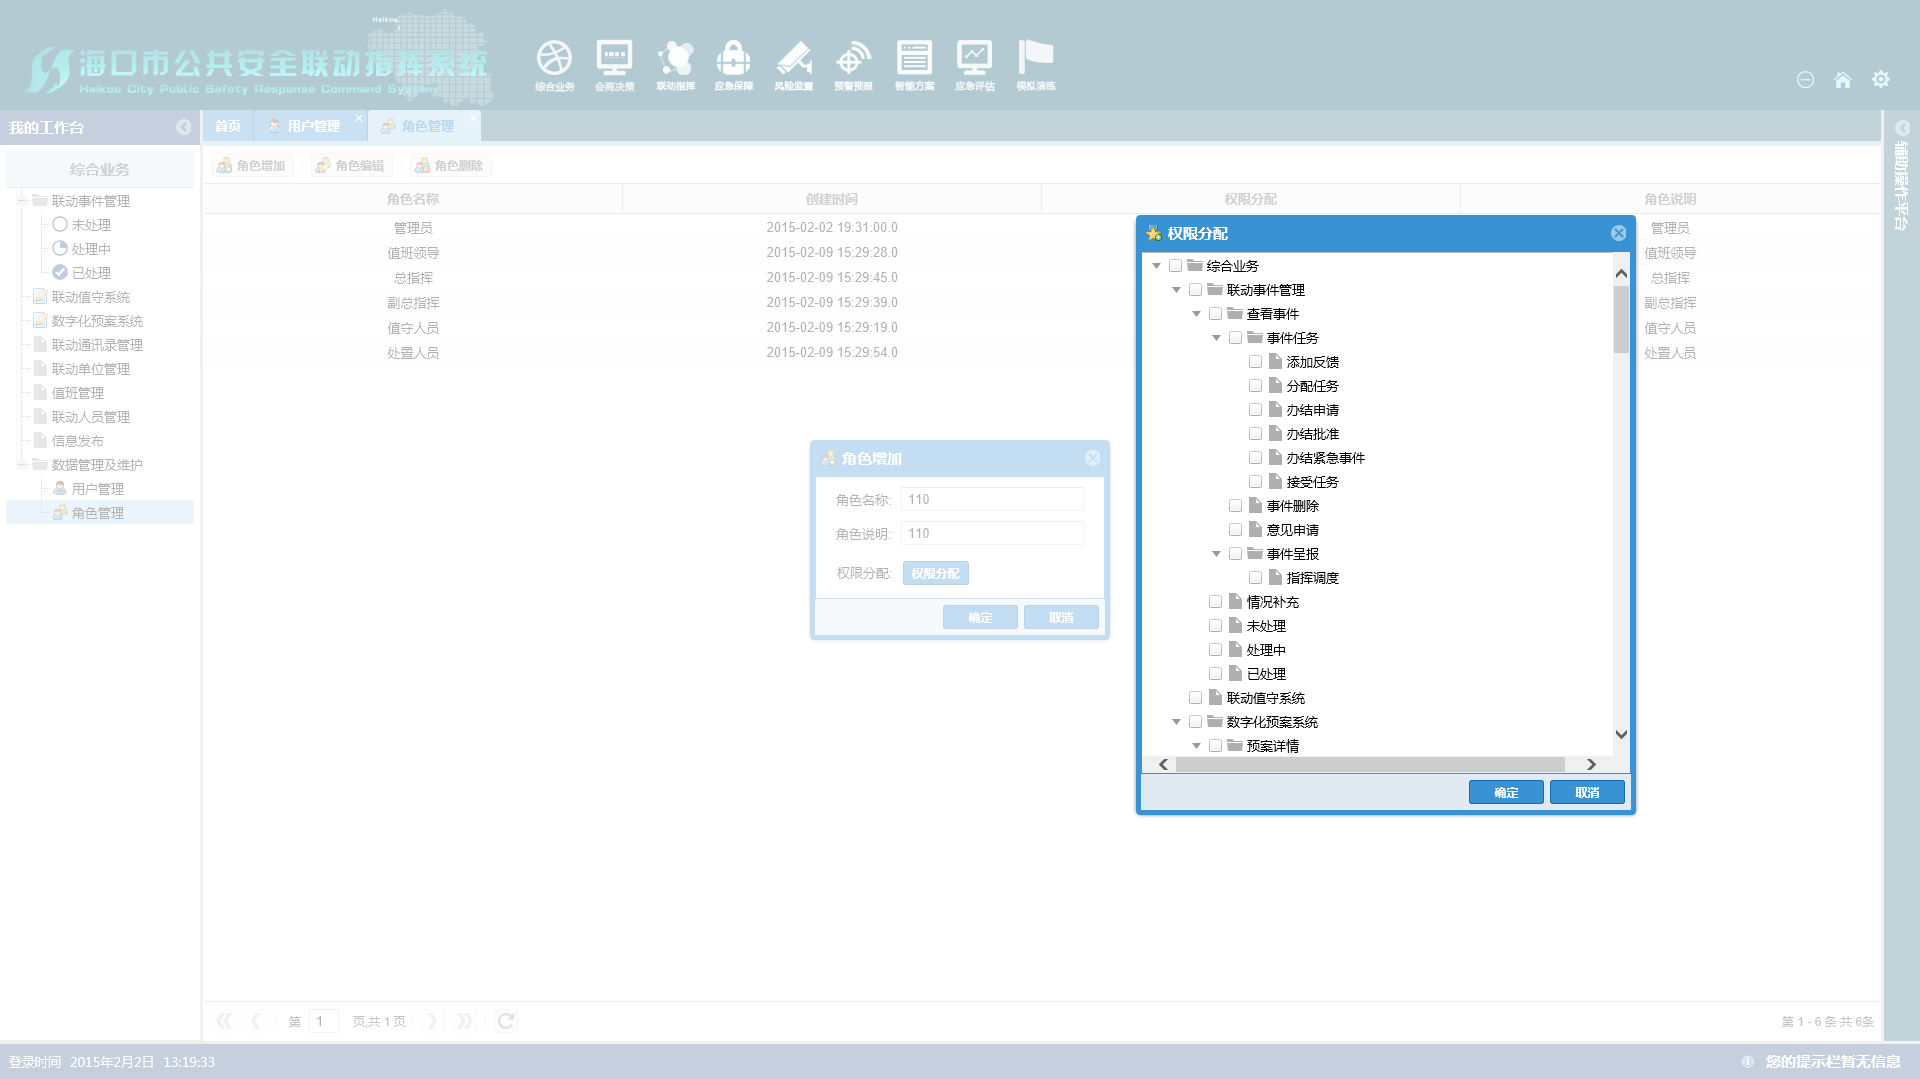 Haikou
海口市公共安全联动指挥系统
Haikou City Public Safety Response Command System
综合业务 会商决策 联动指挥 应急保障 风险监测 预警预报 智能方案 应急评估 模拟演练
我的工作台
首页 用户管理 角色管理
辅助操作平台
综合业务
联动事件管理
未处理
处理中
已处理
联动值守系统
数字化预案系统
联动通讯录管理
联动单位管理
值班管理
联动人员管理
信息发布
数据管理及维护
用户管理
角色管理
角色增加 角色编辑 角色删除
角色名称 创建时间 权限分配 角色说明
管理员 2015-02-02 19:31:00.0 管理员
值班领导 2015-02-09 15:29:28.0 值班领导
总指挥 2015-02-09 15:29:45.0 总指挥
副总指挥 2015-02-09 15:29:39.0 副总指挥
值守人员 2015-02-09 15:29:19.0 值守人员
处置人员 2015-02-09 15:29:54.0 处置人员
角色增加
角色名称: 110
角色说明: 110
权限分配: 权限分配
确定 取消
权限分配
综合业务
联动事件管理
查看事件
事件任务
添加反馈
分配任务
办结申请
办结批准
办结紧急事件
接受任务
事件删除
意见申请
事件呈报
指挥调度
情况补充
未处理
处理中
已处理
联动值守系统
数字化预案系统
预案详情
确定 取消
第 1 页,共 1 页
第 1 - 6 条 共 6条
登录时间 2015年2月2日 13:19:33
您的提示栏暂无信息